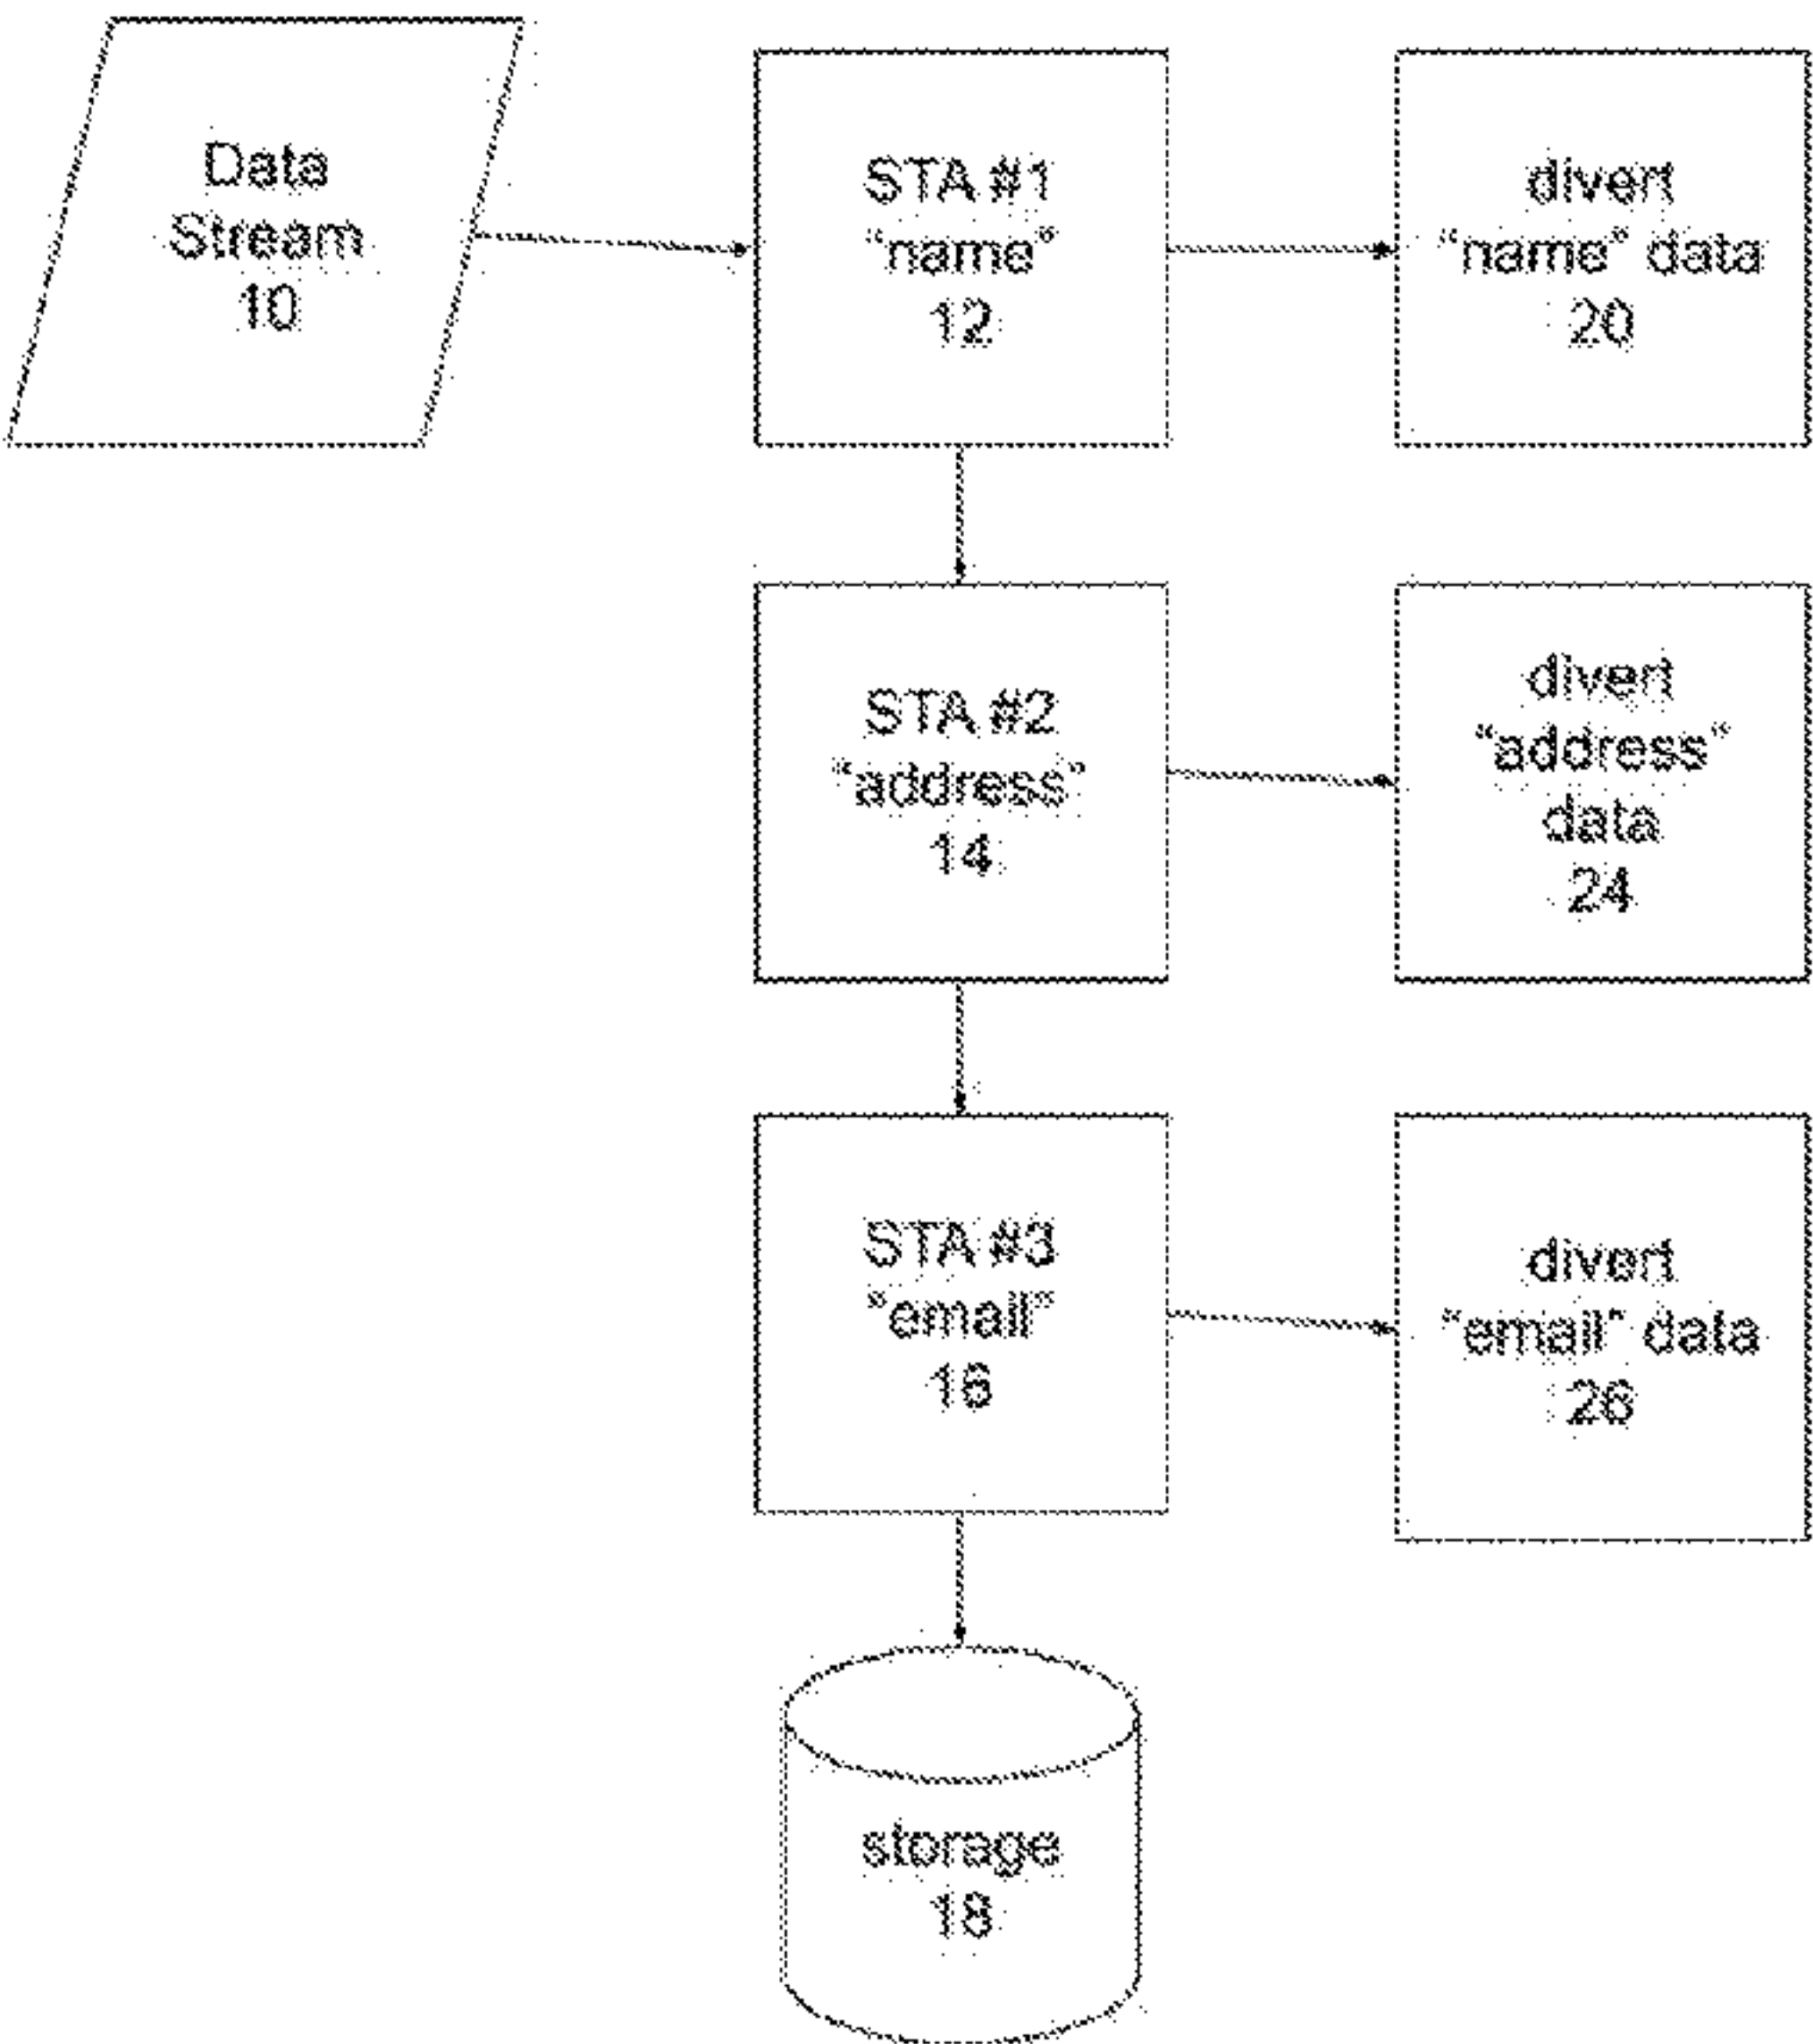 Data
Stream
10
STA #1
“name”
12
divert
“name” data
20
STA #2
“address”
14
divert
“address”
data
24
STA #3
“email”
16
divert
“email” data
26
storage
18